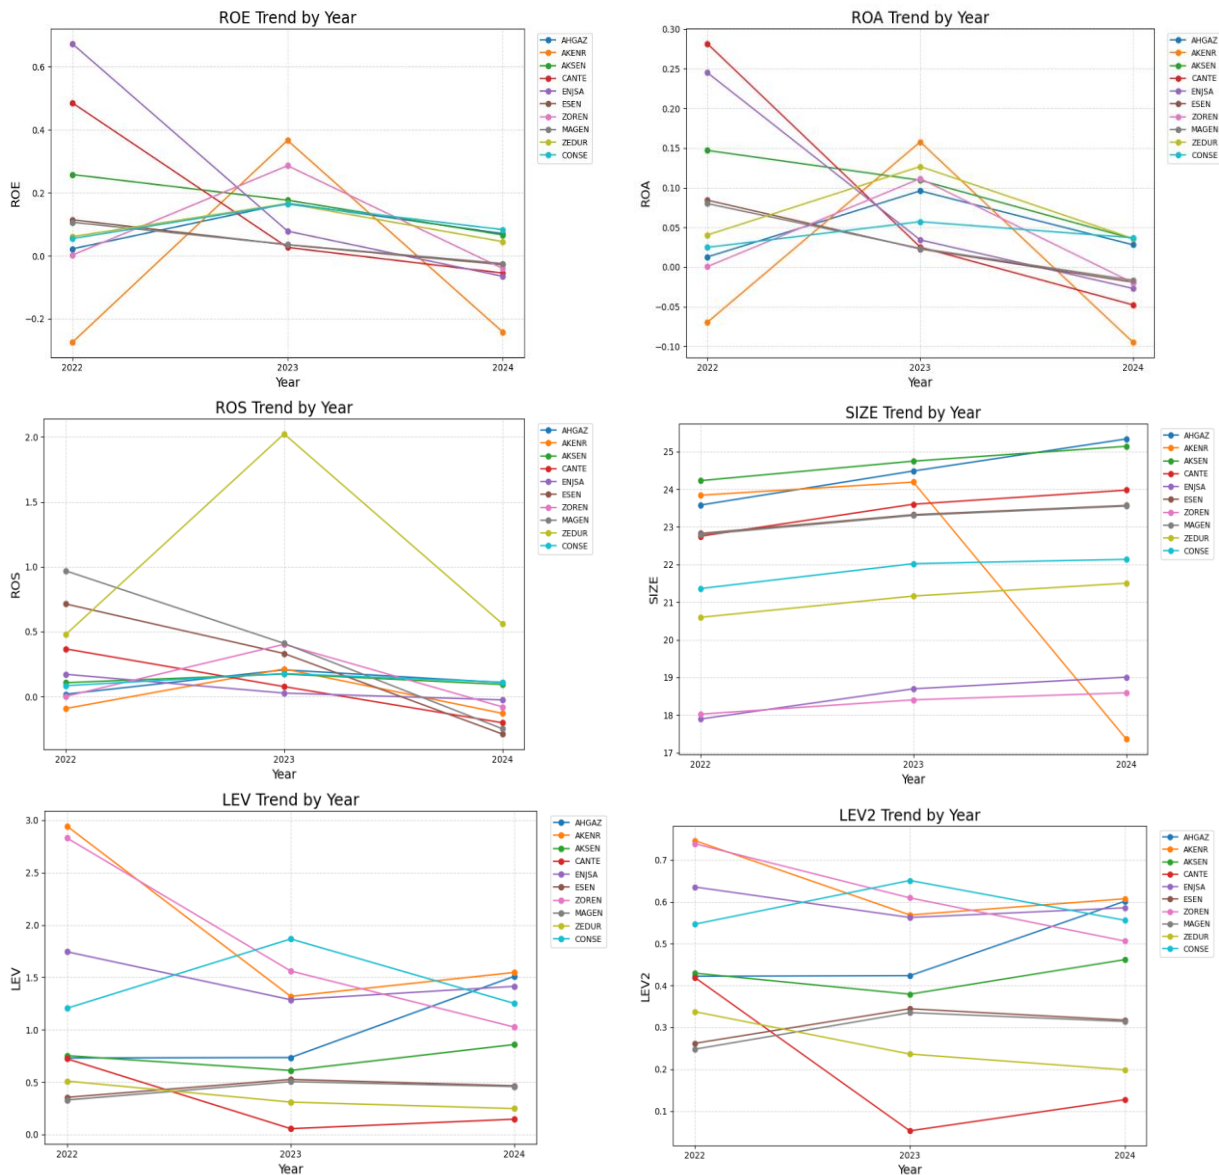 ROE Trend by Year
0.6
0.4
0.2
0.0
−0.2
ROE
2022
2023
2024
Year
AHGAZ
AKENR
AKSEN
CANTE
ENJSA
ESEN
ZOREN
MAGEN
ZEDUR
CONSE
ROA Trend by Year
0.30
0.25
0.20
0.15
0.10
0.05
0.00
−0.05
−0.10
ROA
2022
2023
2024
Year
AHGAZ
AKENR
AKSEN
CANTE
ENJSA
ESEN
ZOREN
MAGEN
ZEDUR
CONSE
ROS Trend by Year
2.0
1.5
1.0
0.5
0.0
ROS
2022
2023
2024
Year
AHGAZ
AKENR
AKSEN
CANTE
ENJSA
ESEN
ZOREN
MAGEN
ZEDUR
CONSE
SIZE Trend by Year
25
24
23
22
21
20
19
18
17
SIZE
2022
2023
2024
Year
AHGAZ
AKENR
AKSEN
CANTE
ENJSA
ESEN
ZOREN
MAGEN
ZEDUR
CONSE
LEV Trend by Year
3.0
2.5
2.0
1.5
1.0
0.5
0.0
LEV
2022
2023
2024
Year
AHGAZ
AKENR
AKSEN
CANTE
ENJSA
ESEN
ZOREN
MAGEN
ZEDUR
CONSE
LEV2 Trend by Year
0.7
0.6
0.5
0.4
0.3
0.2
0.1
LEV2
2022
2023
2024
Year
AHGAZ
AKENR
AKSEN
CANTE
ENJSA
ESEN
ZOREN
MAGEN
ZEDUR
CONSE